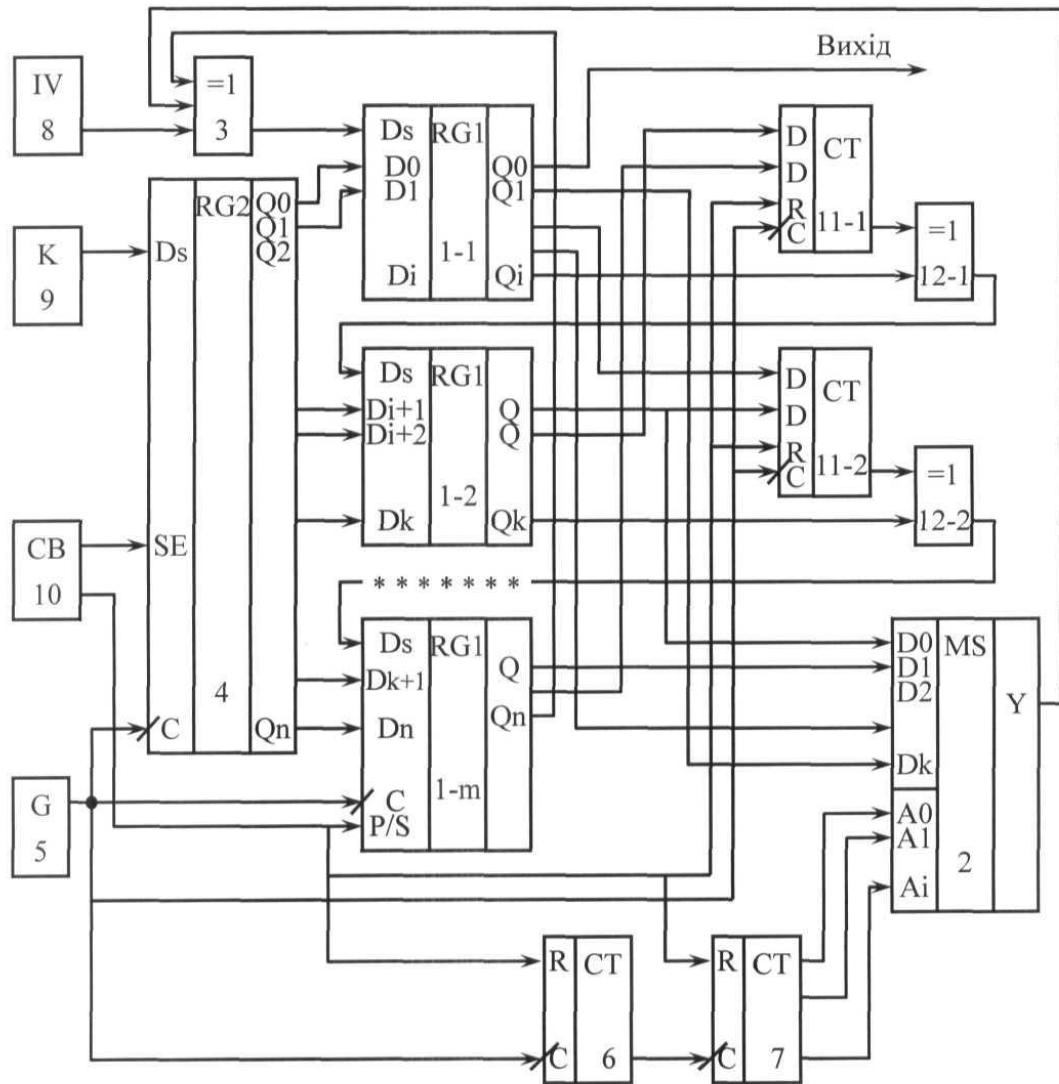 Вихід
IV
8
=1
3
Ds
D0
D1
Di
RG1
1-1
Q0
Q1
Qi
D
D
R
C
CT
11-1
=1
12-1
K
9
Ds
SE
C
RG2
4
Q0
Q1
Q2
Qn
Ds
Di+1
Di+2
Dk
RG1
1-2
Q
Q
Qk
D
D
R
C
CT
11-2
=1
12-2
СВ
10
*******
Ds
Dk+1
Dn
C
P/S
RG1
1-m
Q
Qn
D0
D1
D2
Dk
A0
A1
Ai
MS
2
Y
G
5
R
C
CT
6
R
C
CT
7